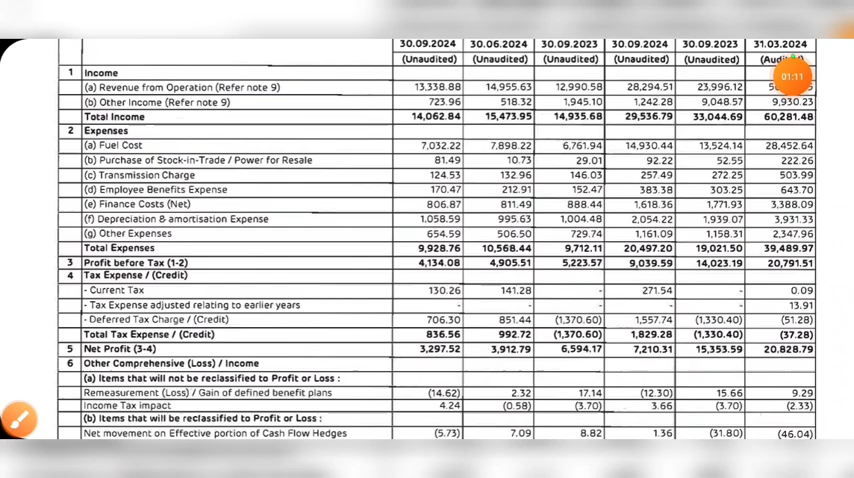 30.09.2024 30.06.2024 30.09.2023 30.09.2024 30.09.2023 31.03.2024
(Unaudited) (Unaudited) (Unaudited) (Unaudited) (Unaudited)
1 Income
(a) Revenue from Operation (Refer note 9) 13,338.88 14,955.63 12,990.58 28,294.51 23,996.12
01:11
(b) Other Income (Refer note 9) 723.96 518.32 1,945.10 1,242.28 9,048.57 9,930.23
Total Income 14,062.84 15,473.95 14,935.68 29,536.79 33,044.69 60,281.48
2 Expenses
(a) Fuel Cost 7,032.22 7,898.22 6,761.94 14,930.44 13,524.14 28,452.64
(b) Purchase of Stock-in-Trade / Power for Resale 81.49 10.73 29.01 92.22 52.55 222.26
(c) Transmission Charge 124.53 132.96 146.03 257.49 272.25 503.99
(d) Employee Benefits Expense 170.47 212.91 152.47 383.38 303.25 643.70
(e) Finance Costs (Net) 806.87 811.49 888.44 1,618.36 1,771.93 3,388.09
(f) Depreciation & amortisation Expense 1,058.59 995.63 1,004.48 2,054.22 1,939.07 3,931.33
(g) Other Expenses 654.59 506.50 729.74 1,161.09 1,158.31 2,347.96
Total Expenses 9,928.76 10,568.44 9,712.11 20,497.20 19,021.50 39,489.97
3 Profit before Tax (1-2) 4,134.08 4,905.51 5,223.57 9,039.59 14,023.19 20,791.51
4 Tax Expense / (Credit)
- Current Tax 130.26 141.28 - 271.54 - 0.09
- Tax Expense adjusted relating to earlier years - - - - - 13.91
- Deferred Tax Charge / (Credit) 706.30 851.44 (1,370.60) 1,557.74 (1,330.40) (51.28)
Total Tax Expense / (Credit) 836.56 992.72 (1,370.60) 1,829.28 (1,330.40) (37.28)
5 Net Profit (3-4) 3,297.52 3,912.79 6,594.17 7,210.31 15,353.59 20,828.79
6 Other Comprehensive (Loss) / Income
(a) Items that will not be reclassified to Profit or Loss :
Remeasurement (Loss) / Gain of defined benefit plans (14.62) 2.32 17.14 (12.30) 15.66 9.29
Income Tax impact 4.24 (0.58) (3.70) 3.66 (3.70) (2.33)
(b) Items that will be reclassified to Profit or Loss :
Net movement on Effective portion of Cash Flow Hedges (5.73) 7.09 8.82 1.36 (31.80) (46.04)